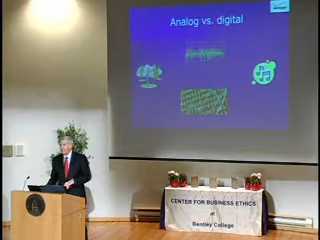 Analog vs. digital
CENTER FOR BUSINESS ETHICS
at
Bentley College